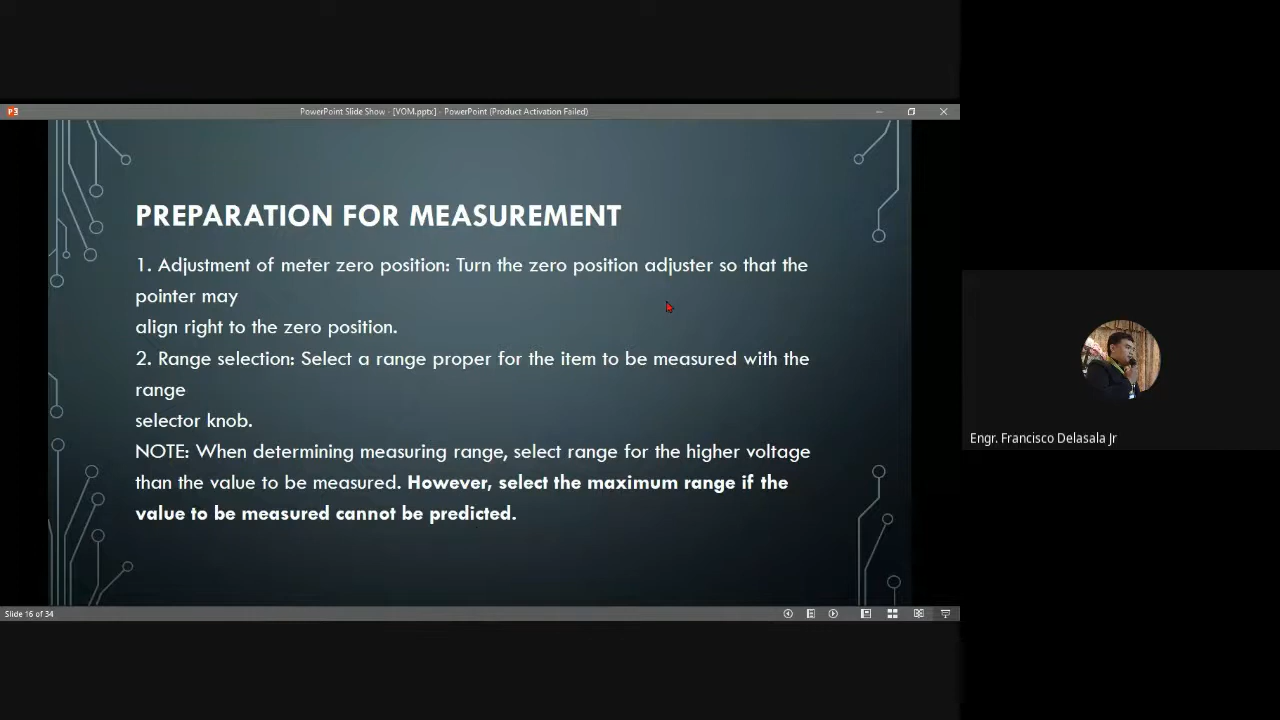 PowerPoint Slide Show - [VOM.pptx] - PowerPoint (Product Activation Failed)
PREPARATION FOR MEASUREMENT
1. Adjustment of meter zero position: Turn the zero position adjuster so that the
pointer may
align right to the zero position.
2. Range selection: Select a range proper for the item to be measured with the
range
selector knob.
NOTE: When determining measuring range, select range for the higher voltage
than the value to be measured. However, select the maximum range if the
value to be measured cannot be predicted.
Engr. Francisco Delasala Jr
Slide 16 of 34